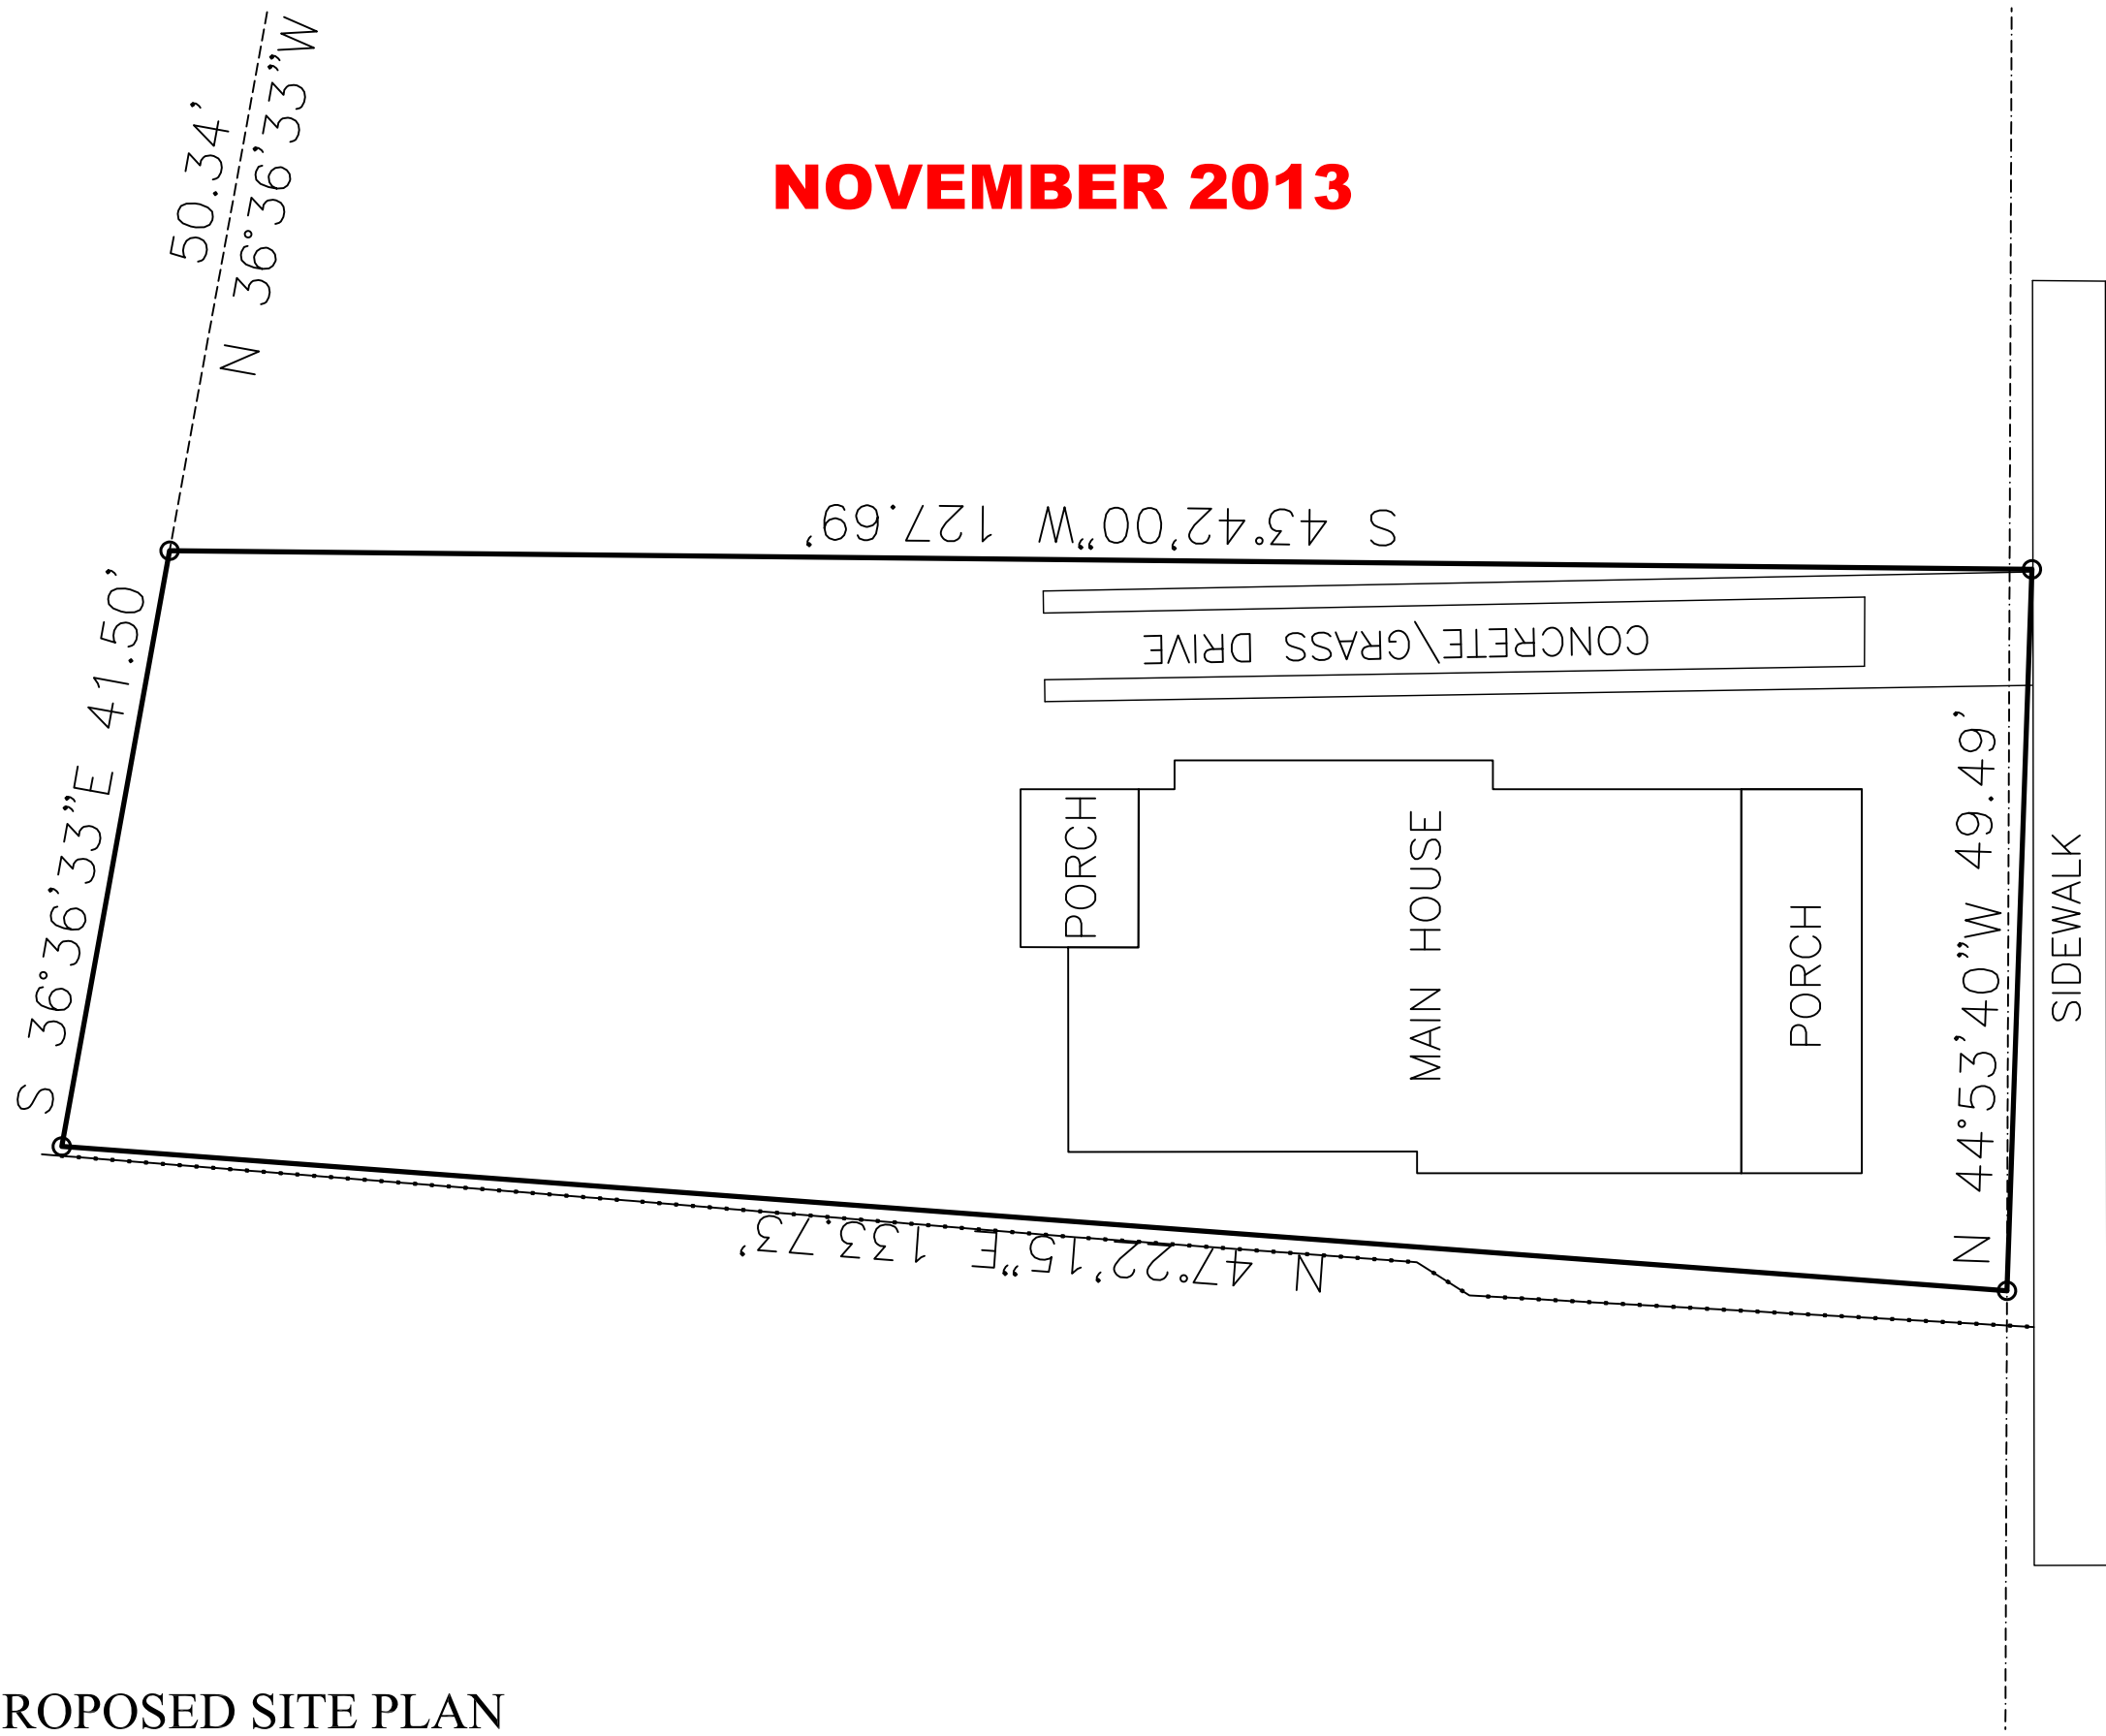 50.34'
N 36°36'33"W
NOVEMBER 2013
S 43°42'00"W 127.69'
S 36°36'33"E 41.50'
CONCRETE/GRASS DRIVE
PORCH
MAIN HOUSE
PORCH
N 44°53'40"W 49.49'
SIDEWALK
N 47°22'15"E 133.73'
ROPOSED SITE PLAN